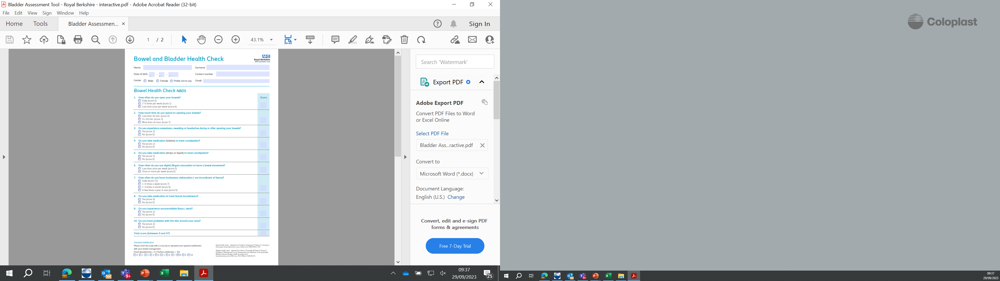 Bladder Assessment Tool - Royal Berkshire - interactive.pdf - Adobe Acrobat Reader (32-bit)
File Edit View Sign Window Help
Home Tools Bladder Assessmen... × Sign In
1 / 2 43.1%
Coloplast
Bowel and Bladder Health Check
NHS
Royal Berkshire
NHS Foundation Trust
Name Surname
Date of birth - - Contact number
Gender Male Female Prefer not to say Email
Bowel Health Check NBDS
Score
1. How often do you open your bowels?
Daily (score 0)
2-6 times per week (score 1)
Less than once per week (score 6)
2. How much time do you spend on opening your bowels?
Less than 30 min. (score 0)
31-60 min. (score 3)
More than an hour (score 7)
3. Do you experience uneasiness, sweating or headaches during or after opening your bowels?
Yes (score 2)
No (score 0)
4. Do you take medication (tablets) to treat constipation?
Yes (score 2)
No (score 0)
5. Do you take medication (drops or liquid) to treat constipation?
Yes (score 2)
No (score 0)
6. How often do you use digital (finger) evacuation to have a bowel movement?
Less than once per week (score 0)
Once or more per week (score 6)
7. How often do you have involuntary defaecation / are incontinent of faeces?
Daily (score 13)
1-6 times a week (score 7)
1-4 times a month (score 6)
A few times a year or less (score 0)
8. Do you take medication to treat faecal incontinence?
Yes (score 4)
No (score 0)
9. Do you experience uncontrollable flatus / wind?
Yes (score 2)
No (score 0)
10. Do you have problems with the skin around your anus?
Yes (score 3)
No (score 0)
Total score (between 0 and 47)
General satisfaction
Please mark the scale with a cross (x) to represent your general satisfaction
with your bowel management.
(Total dissatisfaction = 0 / Perfect satisfaction = 10)
0 1 2 3 4 5 6 7 8 9 10
Search 'Watermark'
Export PDF
Adobe Export PDF
Convert PDF Files to Word
or Excel Online
Select PDF File
Bladder Ass...ractive.pdf
Convert to
Microsoft Word (*.docx)
Document Language:
English (U.S.) Change
Convert, edit and e-sign PDF
forms & agreements
Free 7-Day Trial
9+
09:37
29/09/2023
25
09:37
29/09/2023